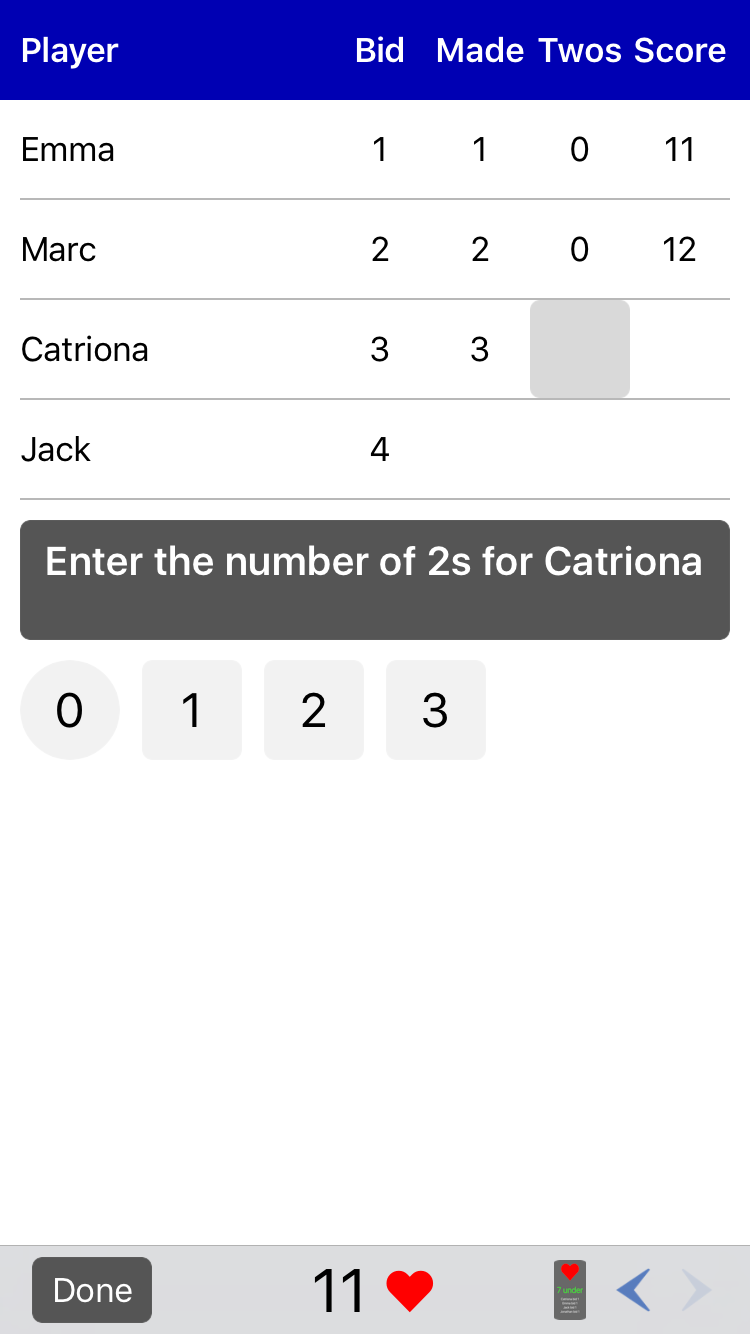 Player Bid Made Twos Score
Emma 1 1 0 11
Marc 2 2 0 12
Catriona 3 3
Jack 4
Enter the number of 2s for Catriona
0 1 2 3
Done 11
7 under